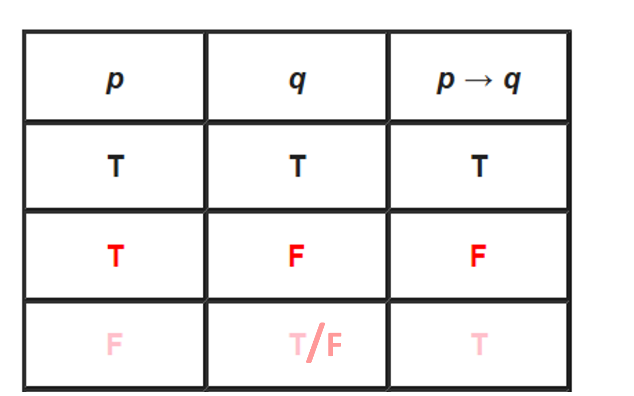 p q p → q
T T T
T F F
F T/F T